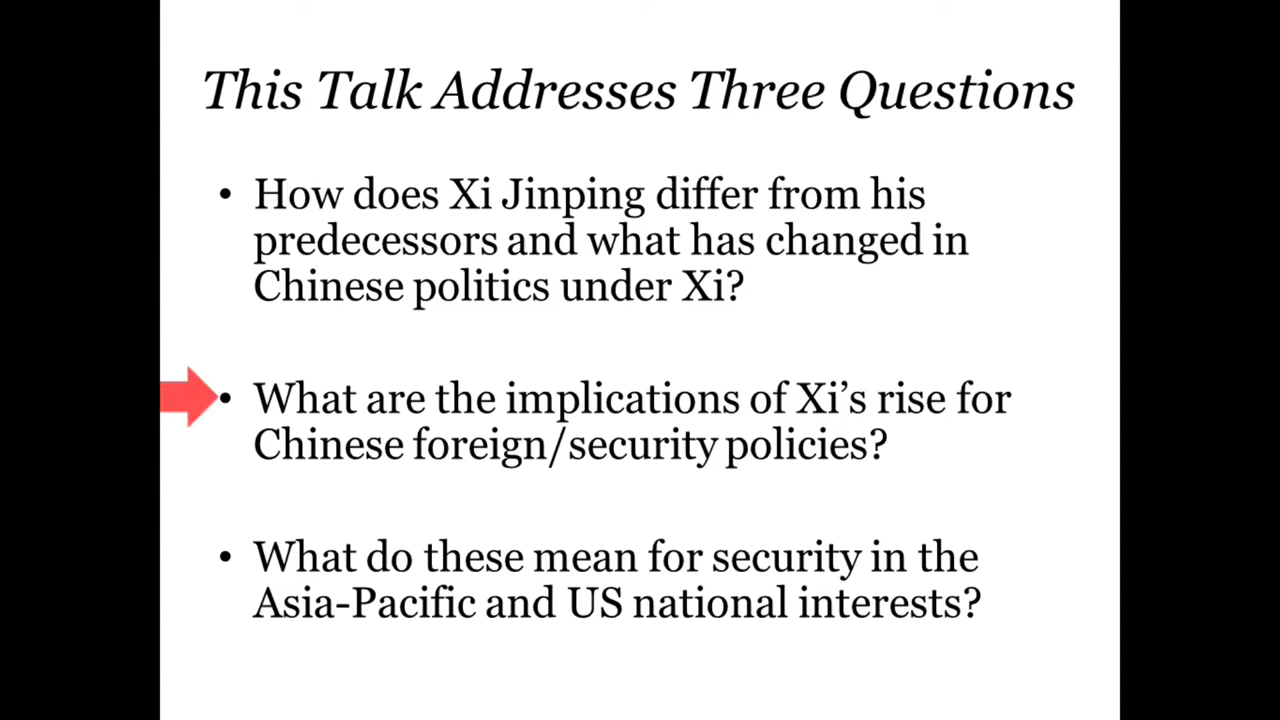 This Talk Addresses Three Questions
• How does Xi Jinping differ from his
predecessors and what has changed in
Chinese politics under Xi?
• What are the implications of Xi’s rise for
Chinese foreign/security policies?
• What do these mean for security in the
Asia-Pacific and US national interests?